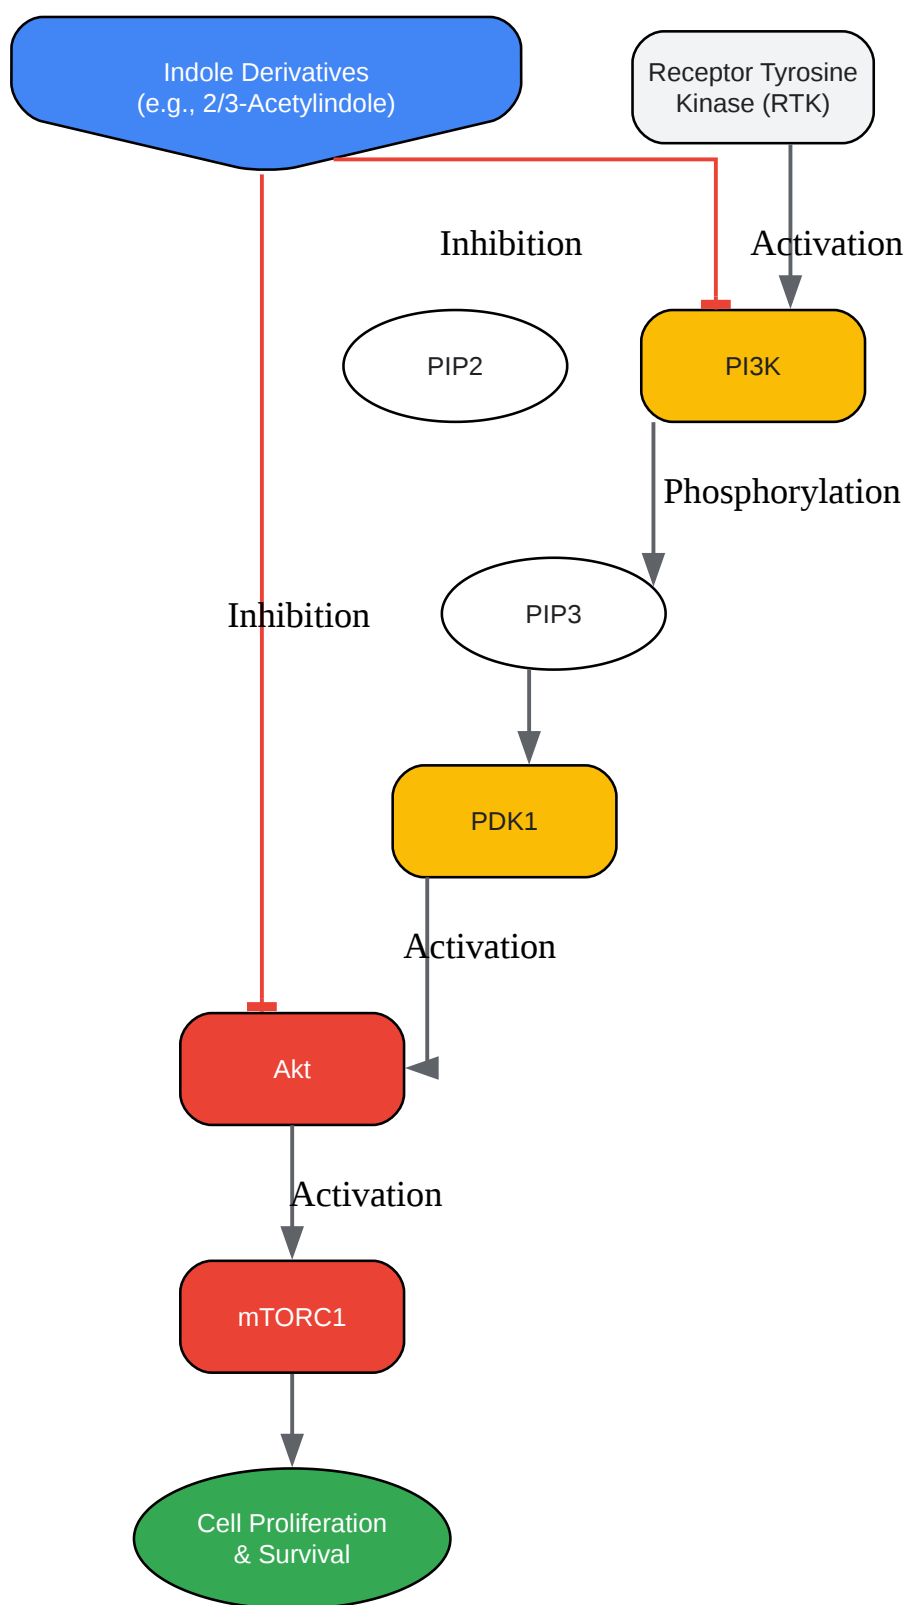 Indole Derivatives
(e.g., 2/3-Acetylindole)
Receptor Tyrosine
Kinase (RTK)
Inhibition
Activation
PIP2
PI3K
Phosphorylation
Inhibition
PIP3
PDK1
Activation
Akt
Activation
mTORC1
Cell Proliferation
& Survival